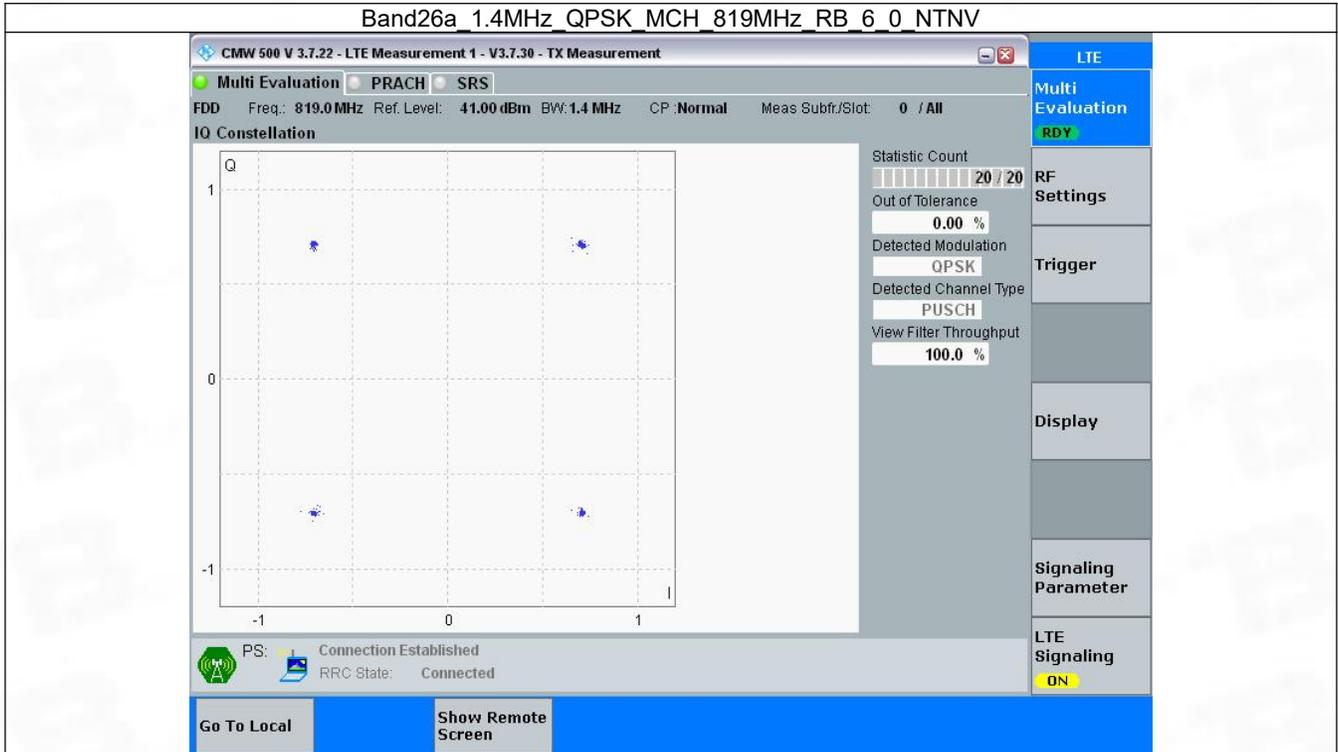 Band26a_1.4MHz_QPSK_MCH_819MHz_RB_6_0_NTNV
CMW 500 V 3.7.22 - LTE Measurement 1 - V3.7.30 - TX Measurement
LTE
Multi Evaluation PRACH SRS
Multi
Evaluation
RDY
FDD Freq.: 819.0 MHz Ref. Level: 41.00 dBm BW: 1.4 MHz CP :Normal Meas Subfr./Slot: 0 / All
IQ Constellation
Q
1
0
-1
I
-1 0 1
Statistic Count
20 / 20
Out of Tolerance
0.00 %
Detected Modulation
QPSK
Detected Channel Type
PUSCH
View Filter Throughput
100.0 %
RF
Settings
Trigger
Display
Signaling
Parameter
LTE
Signaling
ON
PS: Connection Established
RRC State: Connected
Go To Local
Show Remote
Screen